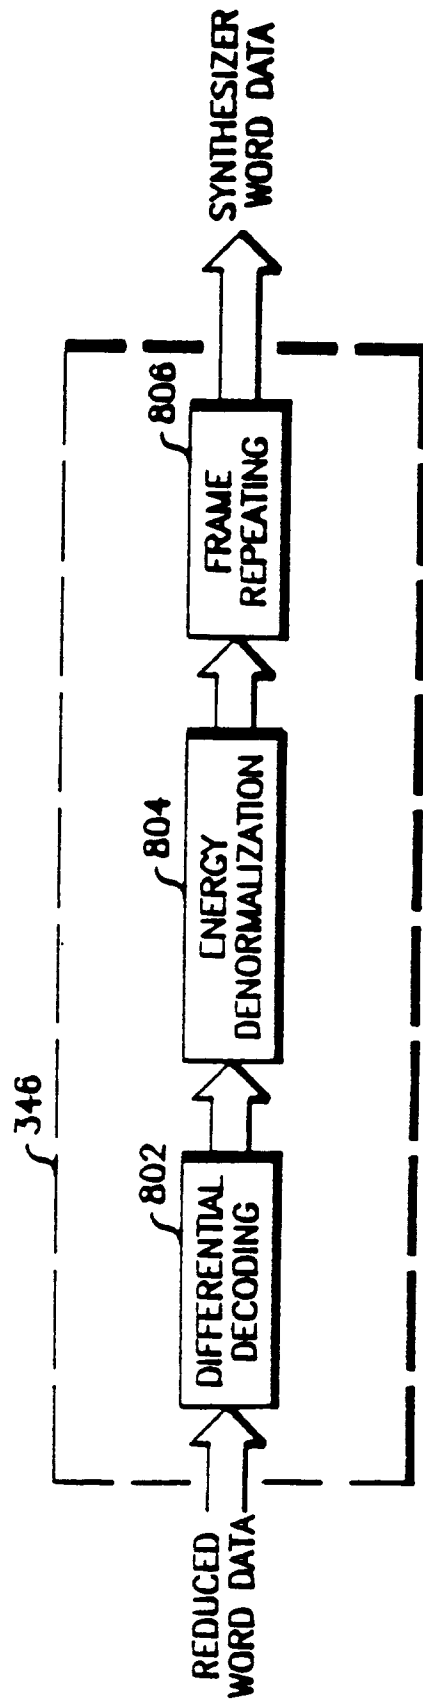 346
REDUCED
WORD DATA
802
DIFFERENTIAL
DECODING
804
ENERGY
DENORMALIZATION
806
FRAME
REPEATING
SYNTHESIZER
WORD DATA